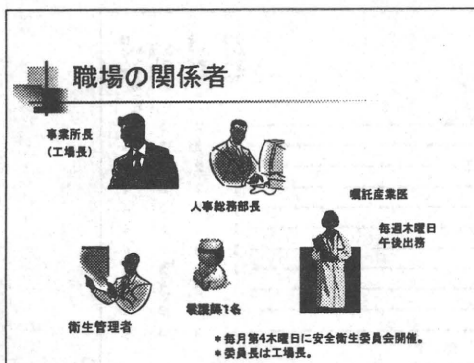 職場の関係者
事業所長
(工場長)
人事総務部長
嘱託産業医
毎週木曜日
午後出務
衛生管理者
看護師1名
*毎月第4木曜日に安全衛生委員会開催。
*委員長は工場長。